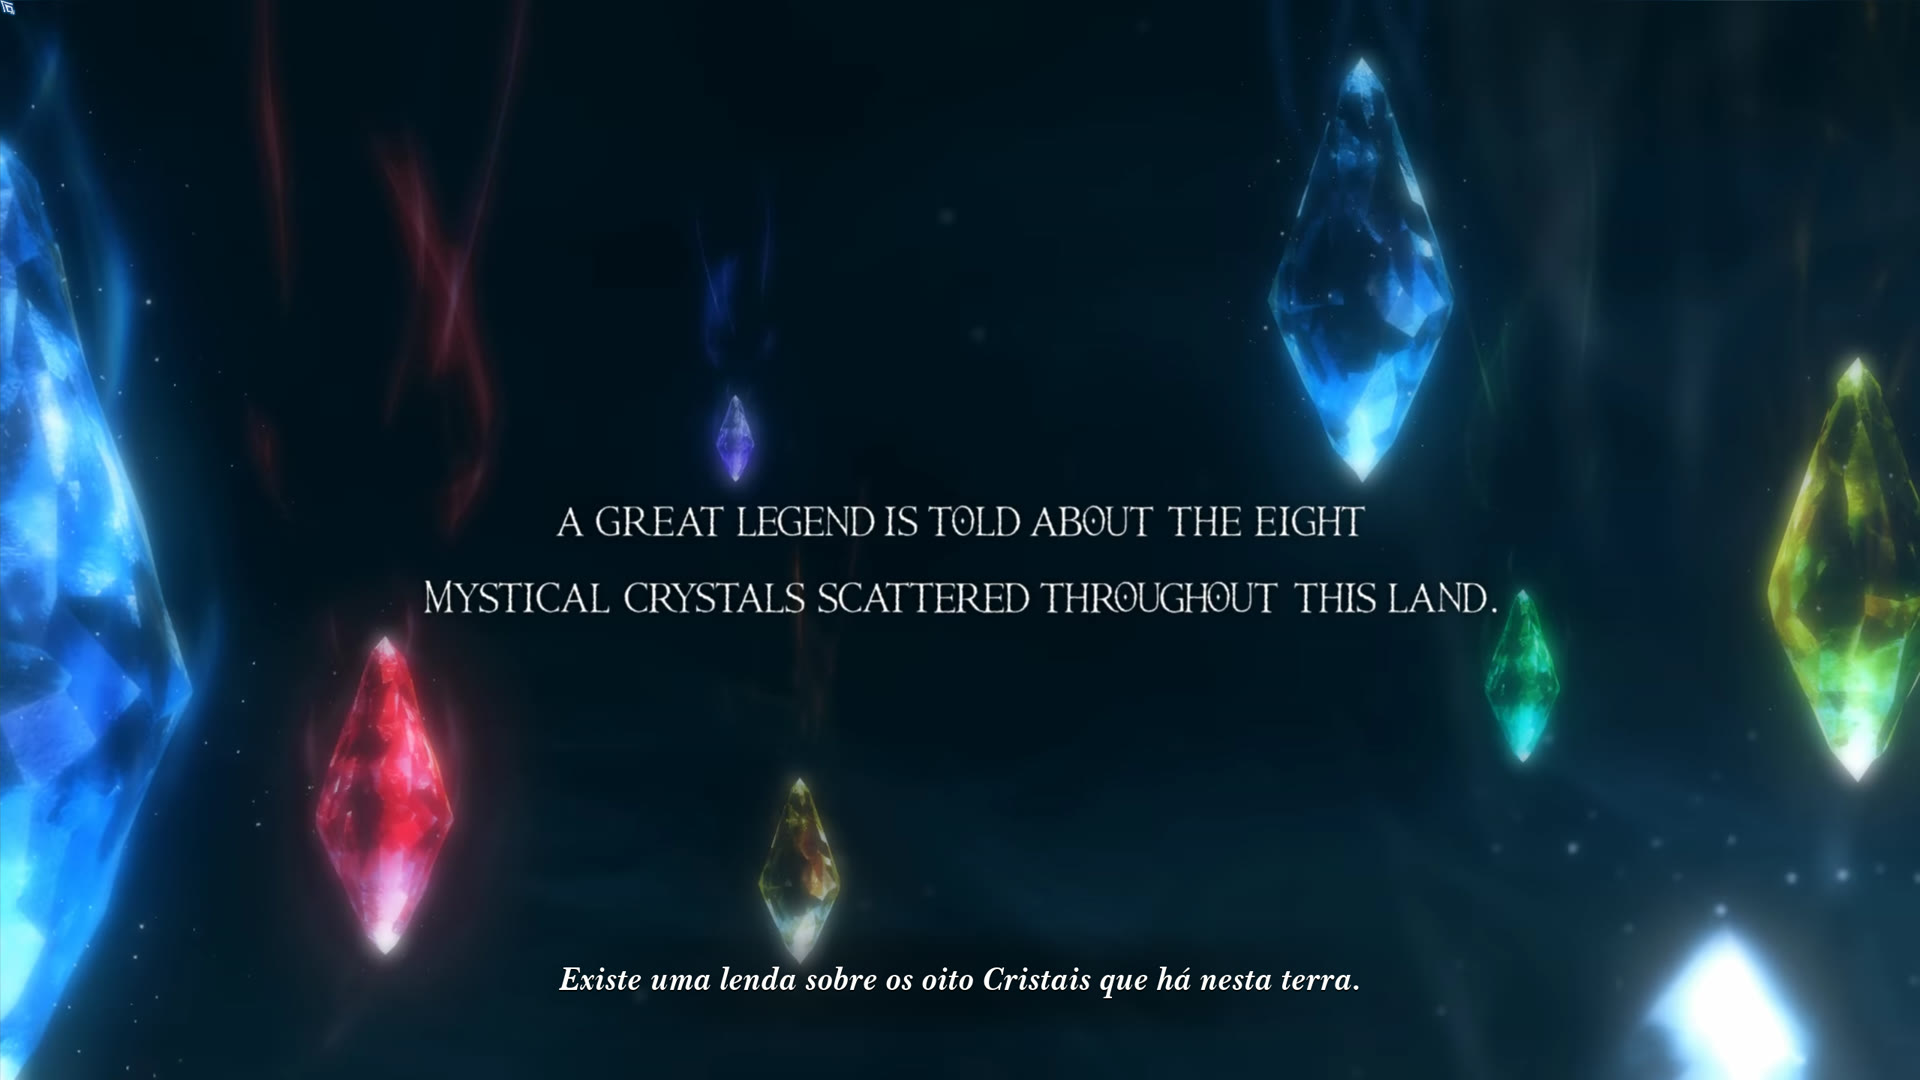 A GREAT LEGEND IS TOLD ABOUT THE EIGHT
MYSTICAL CRYSTALS SCATTERED THROUGHOUT THIS LAND.
Existe uma lenda sobre os oito Cristais que há nesta terra.